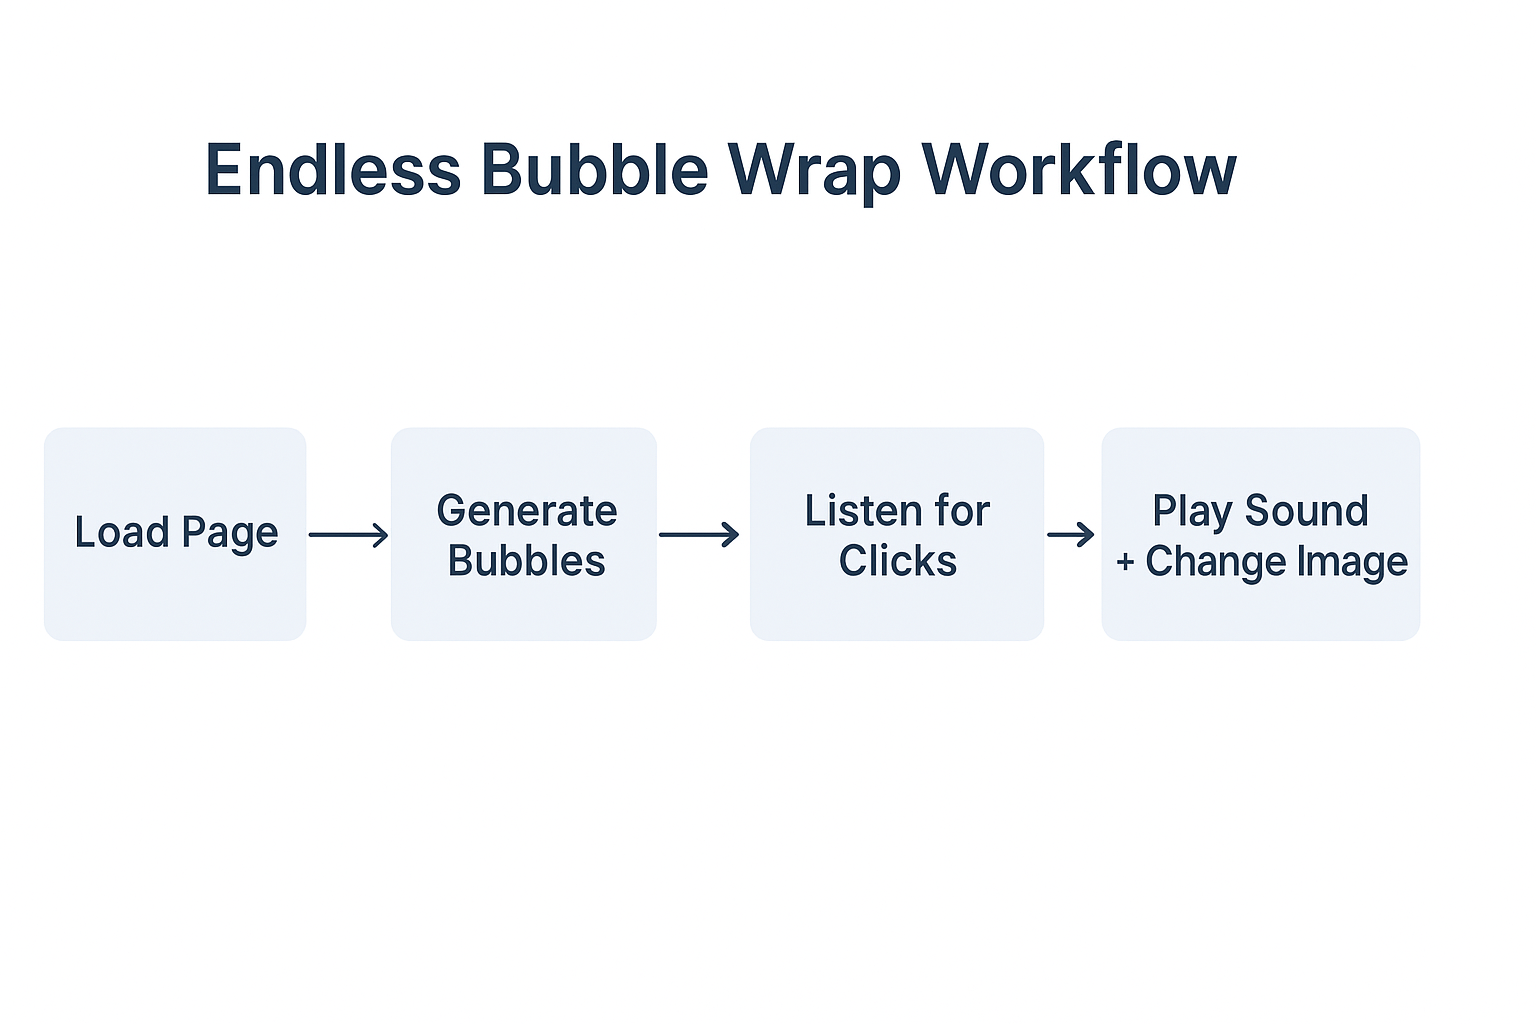 Endless Bubble Wrap Workflow
Load Page
Generate
Bubbles
Listen for
Clicks
Play Sound
+ Change Image